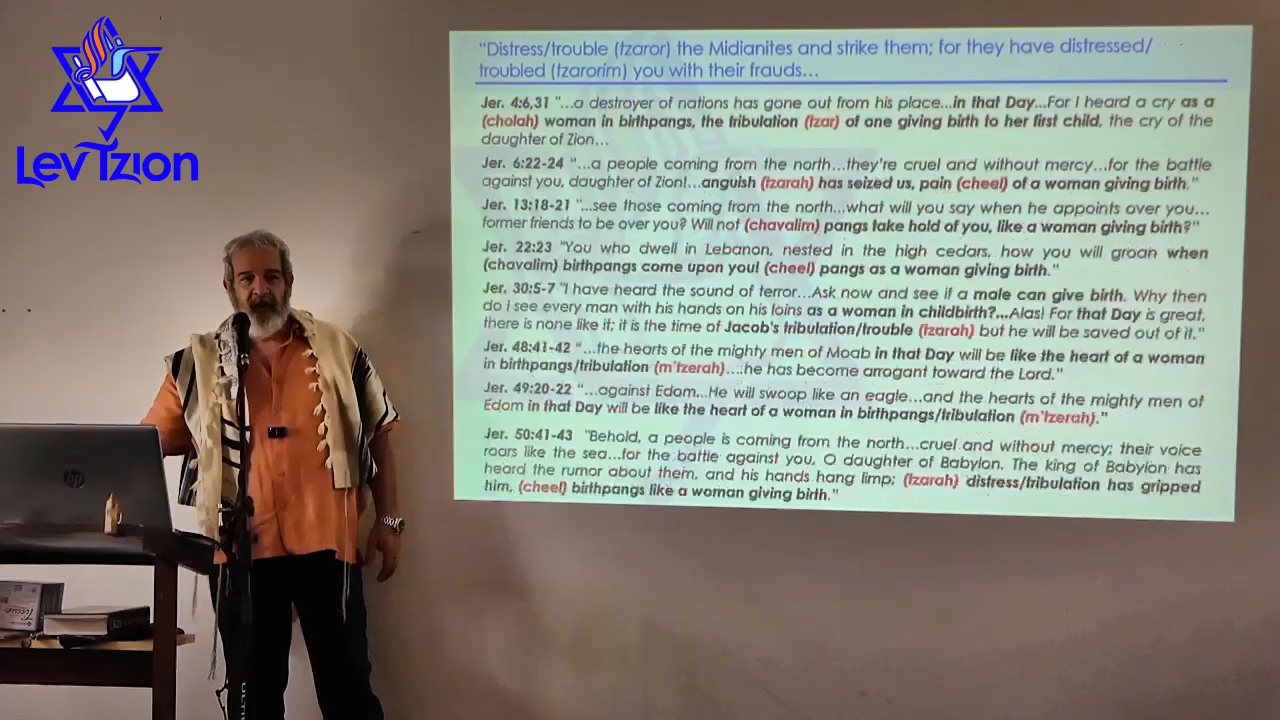 Lev Tzion
"Distress/trouble (tzaror) the Midianites and strike them; for they have distressed/
troubled (tzarorim) you with their frauds…
Jer. 4:6,31 "…a destroyer of nations has gone out from his place…in that Day…For I heard a cry as a
(cholah) woman in birthpangs, the tribulation (tzar) of one giving birth to her first child, the cry of the
daughter of Zion…
Jer. 6:22-24 "…a people coming from the north…they're cruel and without mercy…for the battle
against you, daughter of Zion!…anguish (tzarah) has seized us, pain (cheel) of a woman giving birth."
Jer. 13:18-21 "…see those coming from the north…what will you say when he appoints over you…
former friends to be over you? Will not (chavalim) pangs take hold of you, like a woman giving birth?"
Jer. 22:23 "You who dwell in Lebanon, nested in the high cedars, how you will groan when
(chavalim) birthpangs come upon you! (cheel) pangs as a woman giving birth."
Jer. 30:5-7 "I have heard the sound of terror…Ask now and see if a male can give birth. Why then
do I see every man with his hands on his loins as a woman in childbirth?…Alas! For that Day is great,
there is none like it; it is the time of Jacob's tribulation/trouble (tzarah) but he will be saved out of it."
Jer. 48:41-42 "…the hearts of the mighty men of Moab in that Day will be like the heart of a woman
in birthpangs/tribulation (m'tzerah)….he has become arrogant toward the Lord."
Jer. 49:20-22 "…against Edom…He will swoop like an eagle…and the hearts of the mighty men of
Edom in that Day will be like the heart of a woman in birthpangs/tribulation (m'tzerah)."
Jer. 50:41-43 "Behold, a people is coming from the north…cruel and without mercy; their voice
roars like the sea…for the battle against you, O daughter of Babylon. The king of Babylon has
heard the rumor about them, and his hands hang limp; (tzarah) distress/tribulation has gripped
him, (cheel) birthpangs like a woman giving birth."
hp
Tissue